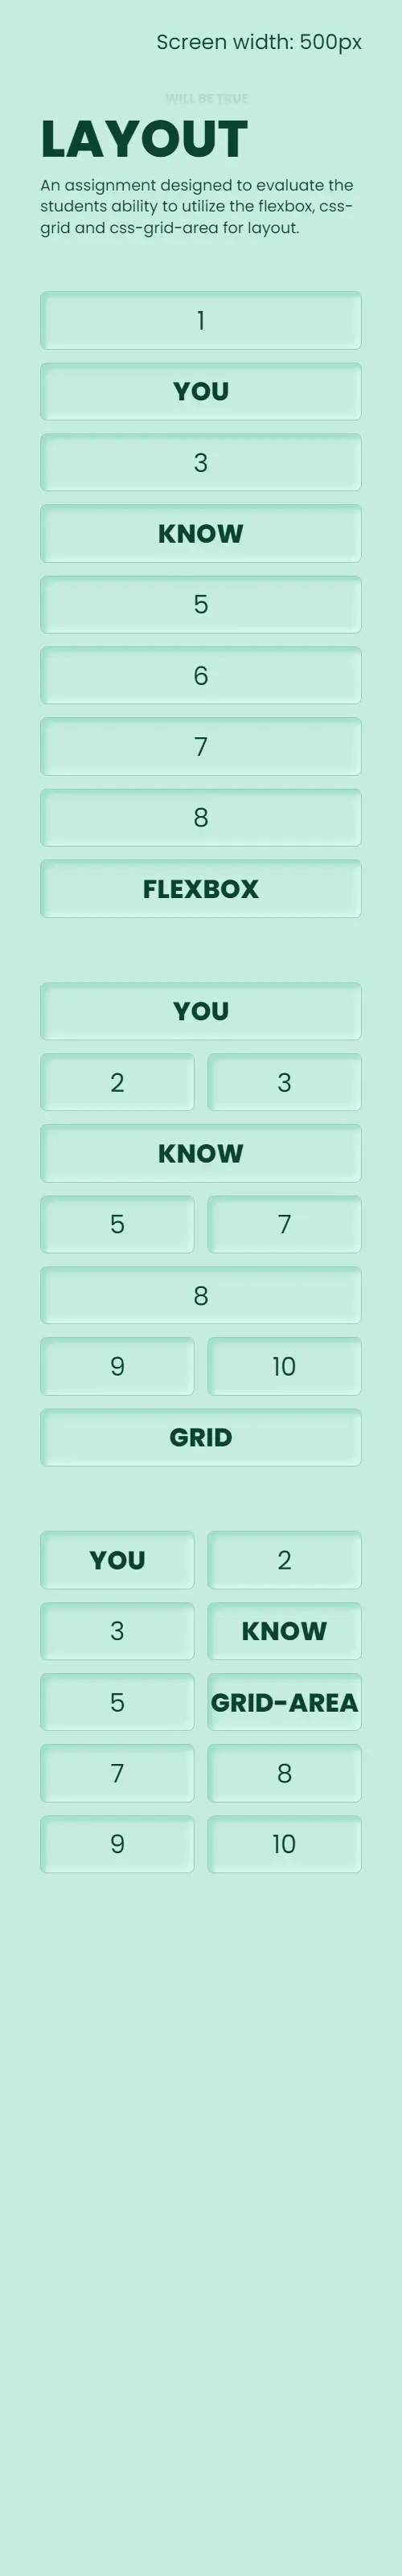 Screen width: 500px
WILL BE TRUE
LAYOUT
An assignment designed to evaluate the
students ability to utilize the flexbox, css-
grid and css-grid-area for layout.
1
YOU
3
KNOW
5
6
7
8
FLEXBOX
YOU
2 3
KNOW
5 7
8
9 10
GRID
YOU 2
3 KNOW
5 GRID-AREA
7 8
9 10